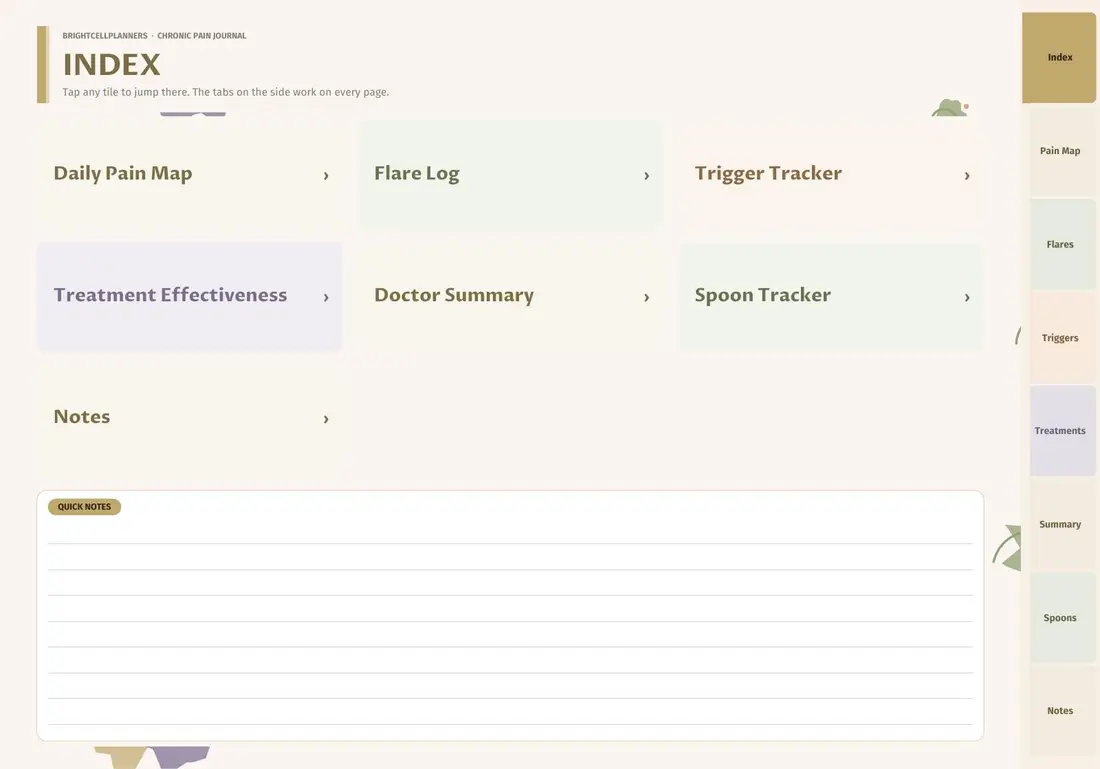 BRIGHTCELLPLANNERS · CHRONIC PAIN JOURNAL
INDEX
Tap any tile to jump there. The tabs on the side work on every page.
Daily Pain Map ›
Flare Log ›
Trigger Tracker ›
Treatment Effectiveness ›
Doctor Summary ›
Spoon Tracker ›
Notes ›
QUICK NOTES
Index
Pain Map
Flares
Triggers
Treatments
Summary
Spoons
Notes